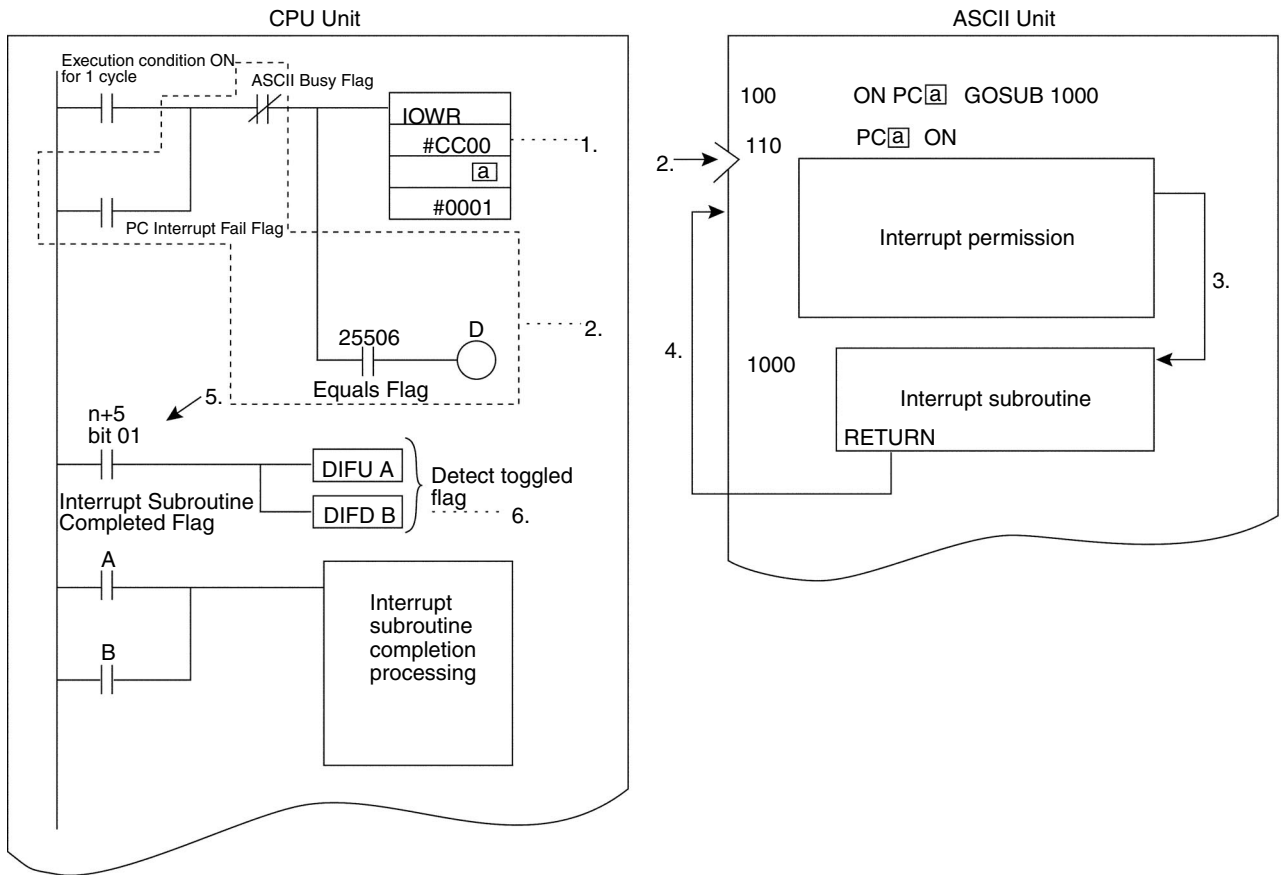 CPU Unit
Execution condition ON
for 1 cycle
ASCII Busy Flag
IOWR
#CC00
1.
a
#0001
PC Interrupt Fail Flag
2.
25506
D
Equals Flag
5.
n+5
bit 01
DIFU A
Interrupt Subroutine
Completed Flag
DIFD B
Detect toggled
flag
6.
A
B
Interrupt
subroutine
completion
processing
ASCII Unit
100 ON PC a GOSUB 1000
2.
110 PC a ON
Interrupt permission
3.
4.
1000
Interrupt subroutine
RETURN